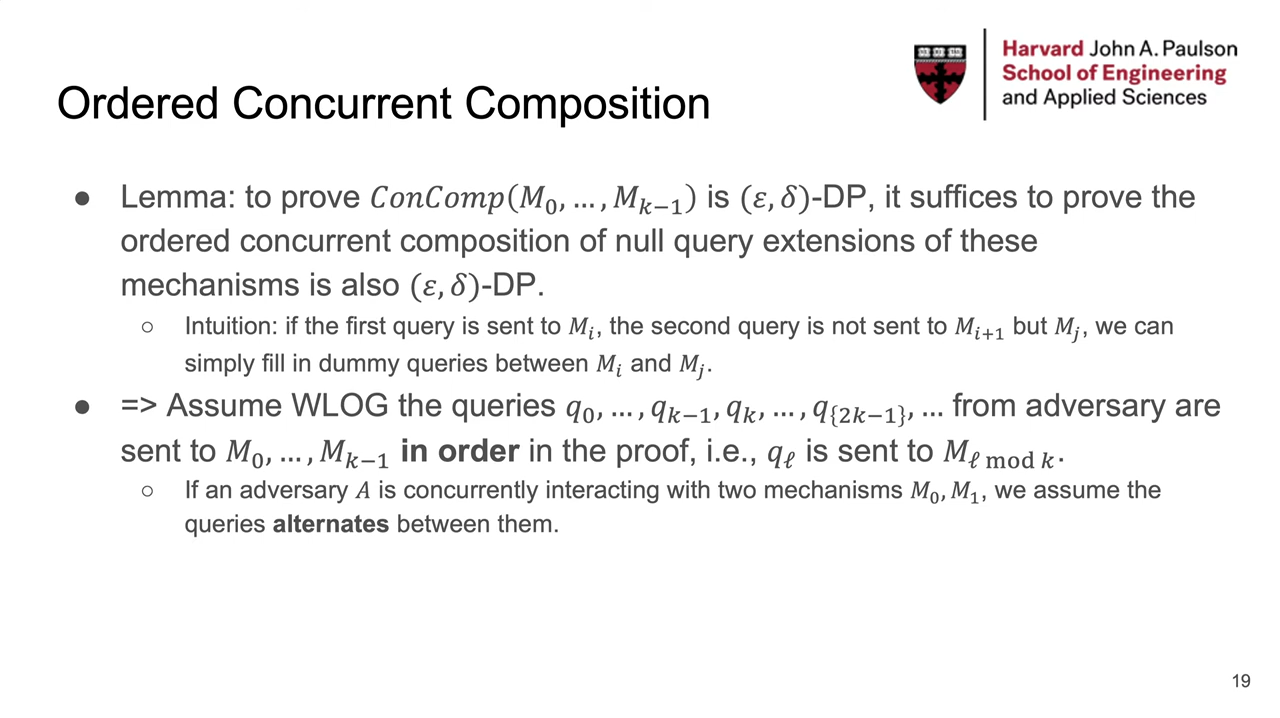 Harvard John A. Paulson
School of Engineering
and Applied Sciences
Ordered Concurrent Composition
● Lemma: to prove 𝐶𝑜𝑛𝐶𝑜𝑚𝑝(𝑀₀, … , 𝑀ₖ₋₁) is (𝜀, 𝛿)-DP, it suffices to prove the
ordered concurrent composition of null query extensions of these
mechanisms is also (𝜀, 𝛿)-DP.
○ Intuition: if the first query is sent to 𝑀ᵢ, the second query is not sent to 𝑀ᵢ₊₁ but 𝑀ⱼ, we can
simply fill in dummy queries between 𝑀ᵢ and 𝑀ⱼ.
● => Assume WLOG the queries 𝑞₀, … , 𝑞ₖ₋₁, 𝑞ₖ, … , 𝑞_{2k−1}, … from adversary are
sent to 𝑀₀, … , 𝑀ₖ₋₁ in order in the proof, i.e., 𝑞_ℓ is sent to 𝑀_ℓ mod 𝑘.
○ If an adversary 𝐴 is concurrently interacting with two mechanisms 𝑀₀, 𝑀₁, we assume the
queries alternates between them.
19